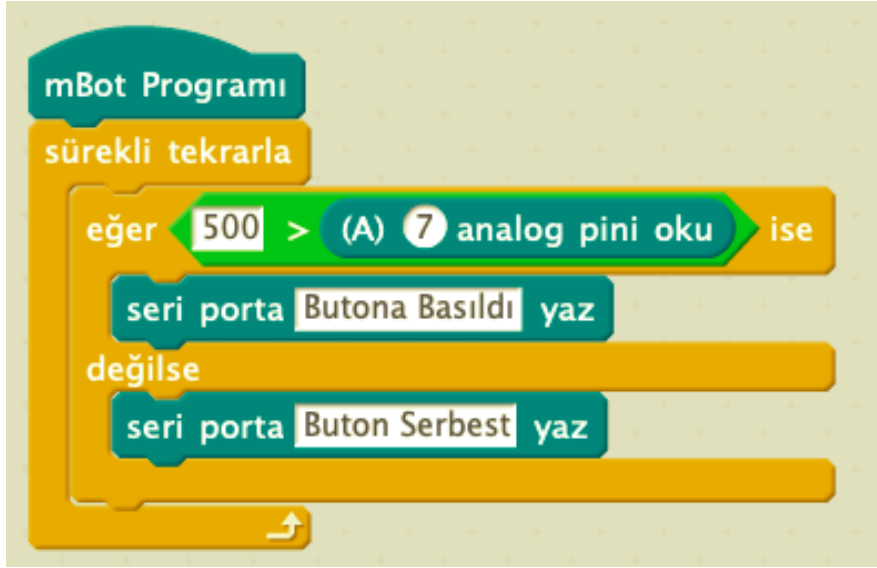 mBot Programı
sürekli tekrarla
eğer 500 > (A) 7 analog pini oku ise
seri porta Butona Basıldı yaz
değilse
seri porta Buton Serbest yaz